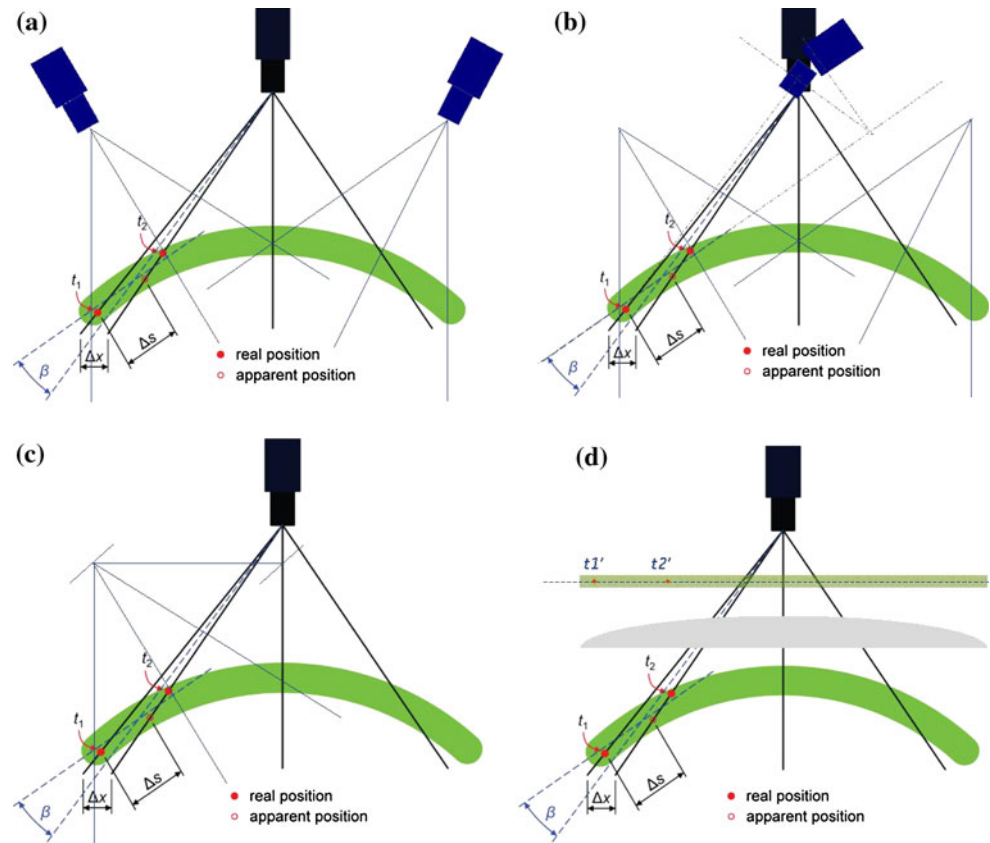 (a)
t2
t1
Δs
Δx
β
real position
apparent position
(b)
t2
t1
Δs
Δx
β
real position
apparent position
(c)
t2
t1
Δs
Δx
β
real position
apparent position
(d)
t1' t2'
t2
t1
Δs
Δx
β
real position
apparent position